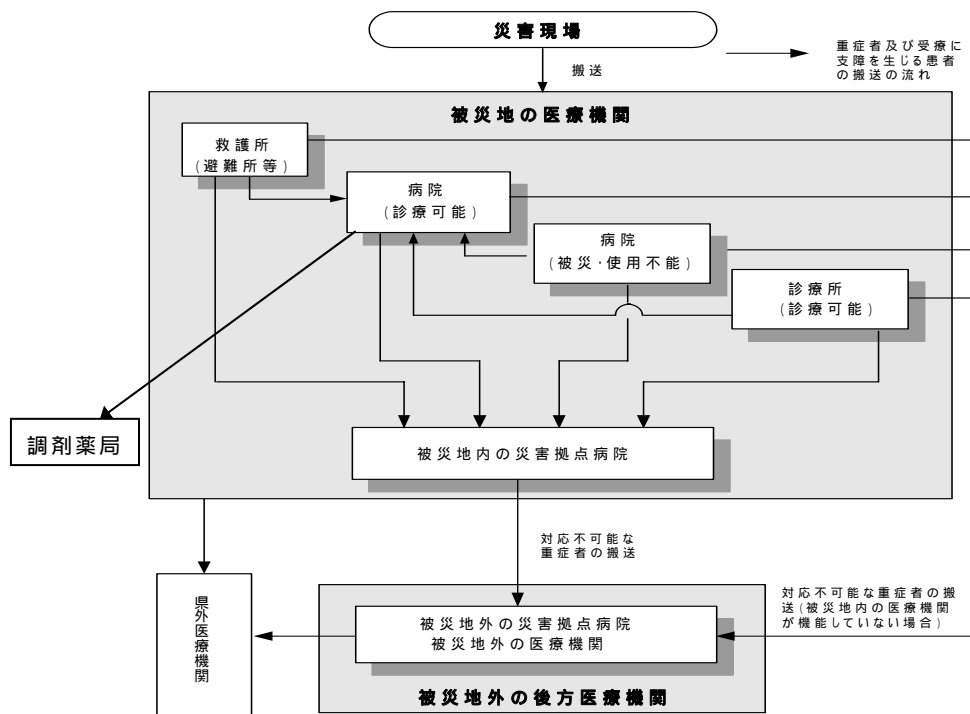 災害現場
重症者及び受療に
支障を生じる患者
の搬送の流れ
搬送
被災地の医療機関
救護所
(避難所等)
病院
(診療可能)
病院
(被災・使用不能)
診療所
(診療可能)
調剤薬局
被災地内の災害拠点病院
対応不可能な
重症者の搬送
県外医療機関
被災地外の災害拠点病院
被災地外の医療機関
対応不可能な重症者の搬
送(被災地内の医療機関
が機能していない場合)
被災地外の後方医療機関